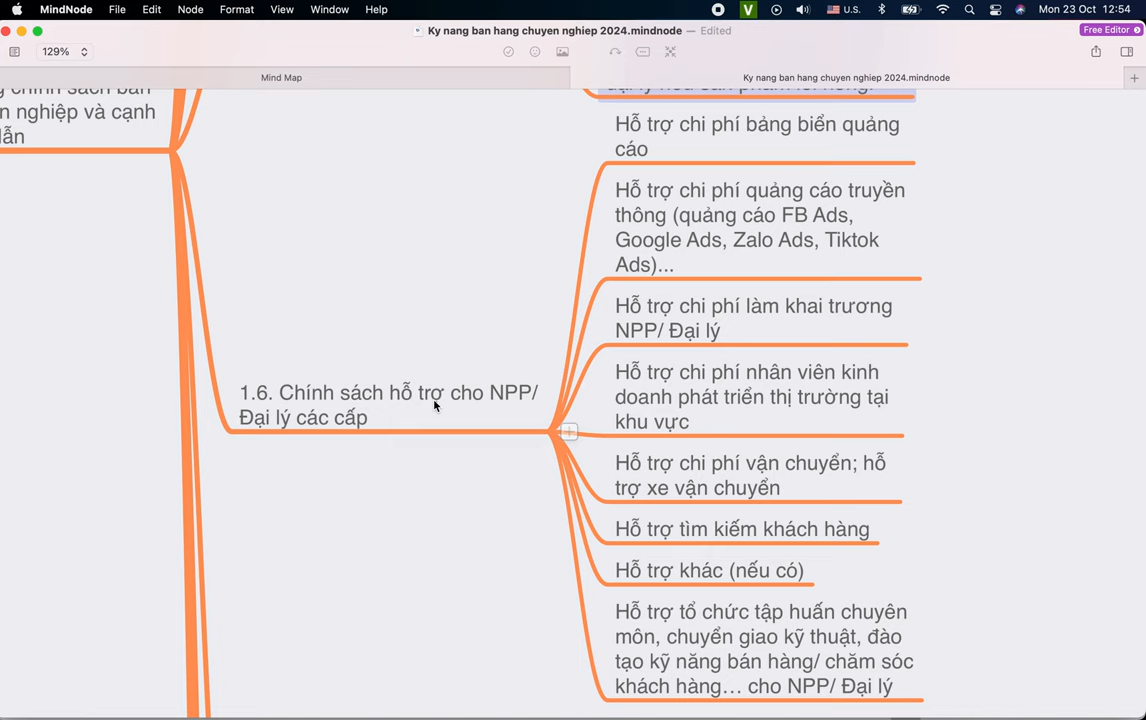 MindNode File Edit Node Format View Window Help V U.S. Mon 23 Oct 12:54
Ky nang ban hang chuyen nghiep 2024.mindnode — Edited
Free Editor
129%
Mind Map
Ky nang ban hang chuyen nghiep 2024.mindnode
g chính sách bán
n nghiệp và cạnh
Hỗ trợ chi phí bảng biển quảng
cáo
Hỗ trợ chi phí quảng cáo truyền
thông (quảng cáo FB Ads,
Google Ads, Zalo Ads, Tiktok
Ads)...
Hỗ trợ chi phí làm khai trương
NPP/ Đại lý
1.6. Chính sách hỗ trợ cho NPP/
Đại lý các cấp
Hỗ trợ chi phí nhân viên kinh
doanh phát triển thị trường tại
khu vực
Hỗ trợ chi phí vận chuyển; hỗ
trợ xe vận chuyển
Hỗ trợ tìm kiếm khách hàng
Hỗ trợ khác (nếu có)
Hỗ trợ tổ chức tập huấn chuyên
môn, chuyển giao kỹ thuật, đào
tạo kỹ năng bán hàng/ chăm sóc
khách hàng... cho NPP/ Đại lý